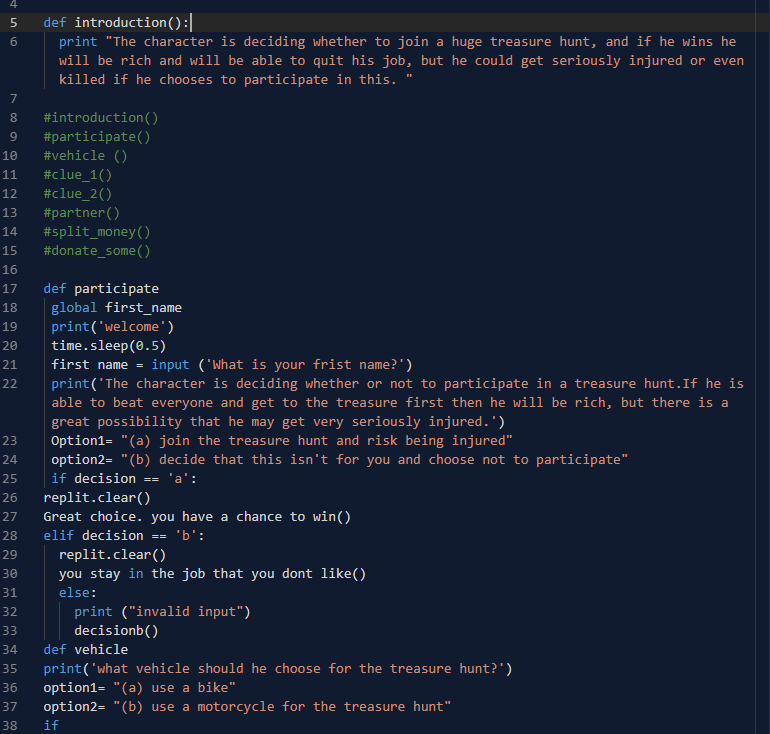 4
5 def introduction():
6 print "The character is deciding whether to join a huge treasure hunt, and if he wins he
will be rich and will be able to quit his job, but he could get seriously injured or even
killed if he chooses to participate in this. "
7
8 #introduction()
9 #participate()
10 #vehicle ()
11 #clue_1()
12 #clue_2()
13 #partner()
14 #split_money()
15 #donate_some()
16
17 def participate
18 global first_name
19 print('welcome')
20 time.sleep(0.5)
21 first name = input ('What is your frist name?')
22 print('The character is deciding whether or not to participate in a treasure hunt.If he is
able to beat everyone and get to the treasure first then he will be rich, but there is a
great possibility that he may get very seriously injured.')
23 Option1= "(a) join the treasure hunt and risk being injured"
24 option2= "(b) decide that this isn't for you and choose not to participate"
25 if decision == 'a':
26 replit.clear()
27 Great choice. you have a chance to win()
28 elif decision == 'b':
29 replit.clear()
30 you stay in the job that you dont like()
31 else:
32 print ("invalid input")
33 decisionb()
34 def vehicle
35 print('what vehicle should he choose for the treasure hunt?')
36 option1= "(a) use a bike"
37 option2= "(b) use a motorcycle for the treasure hunt"
38 if